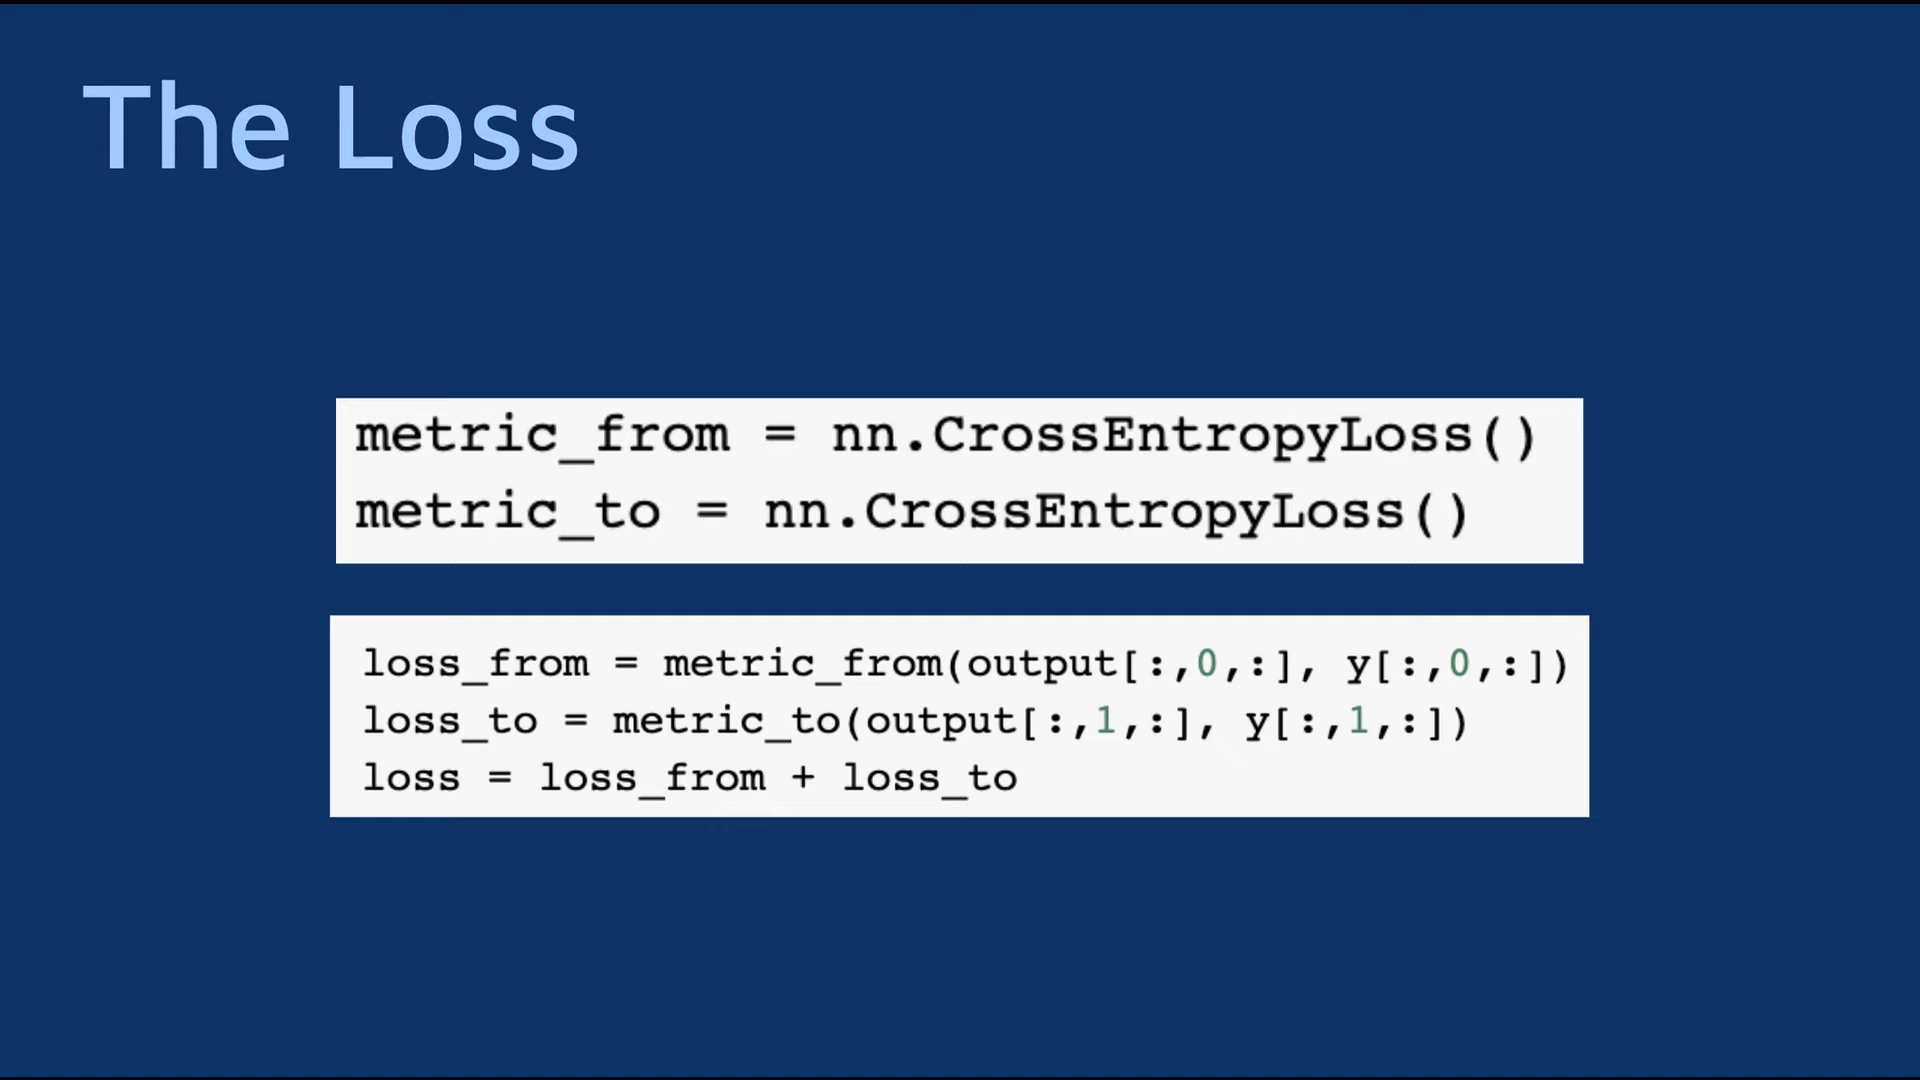 The Loss
metric_from = nn.CrossEntropyLoss()
metric_to = nn.CrossEntropyLoss()
loss_from = metric_from(output[:,0,:], y[:,0,:])
loss_to = metric_to(output[:,1,:], y[:,1,:])
loss = loss_from + loss_to